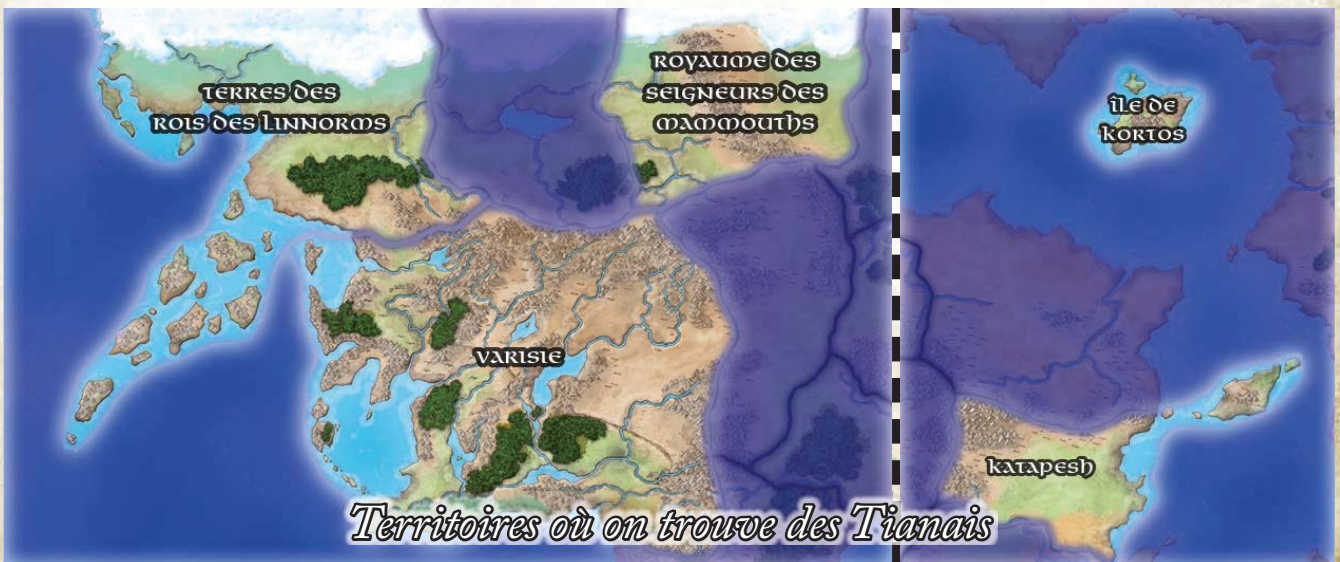 TERRES DES
ROIS DES LINNORMS
ROYAUME DES
SEIGNEURS DES
MAMMOUTHS
VARISIE
ÎLE DE
KORTOS
KATAPESH
Territoires où on trouve des Tianais